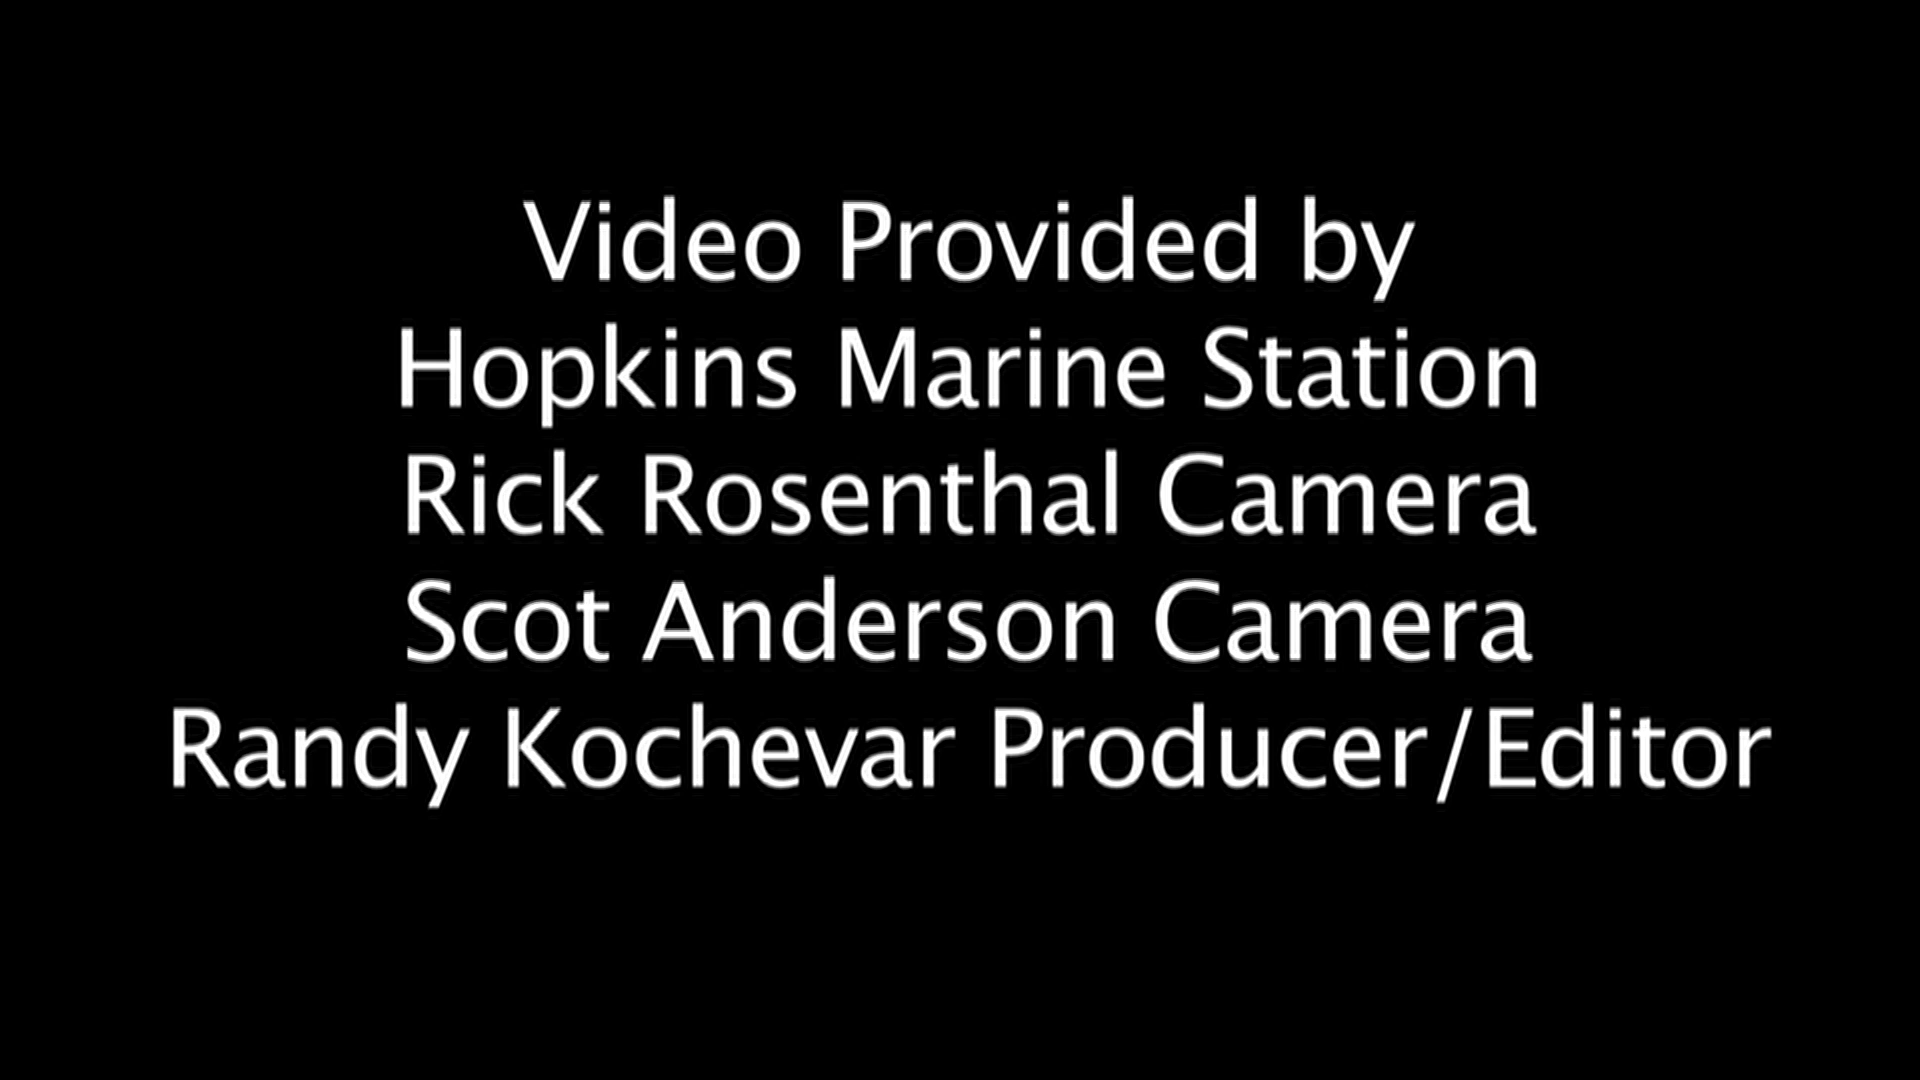 Video Provided by
Hopkins Marine Station
Rick Rosenthal Camera
Scot Anderson Camera
Randy Kochevar Producer/Editor